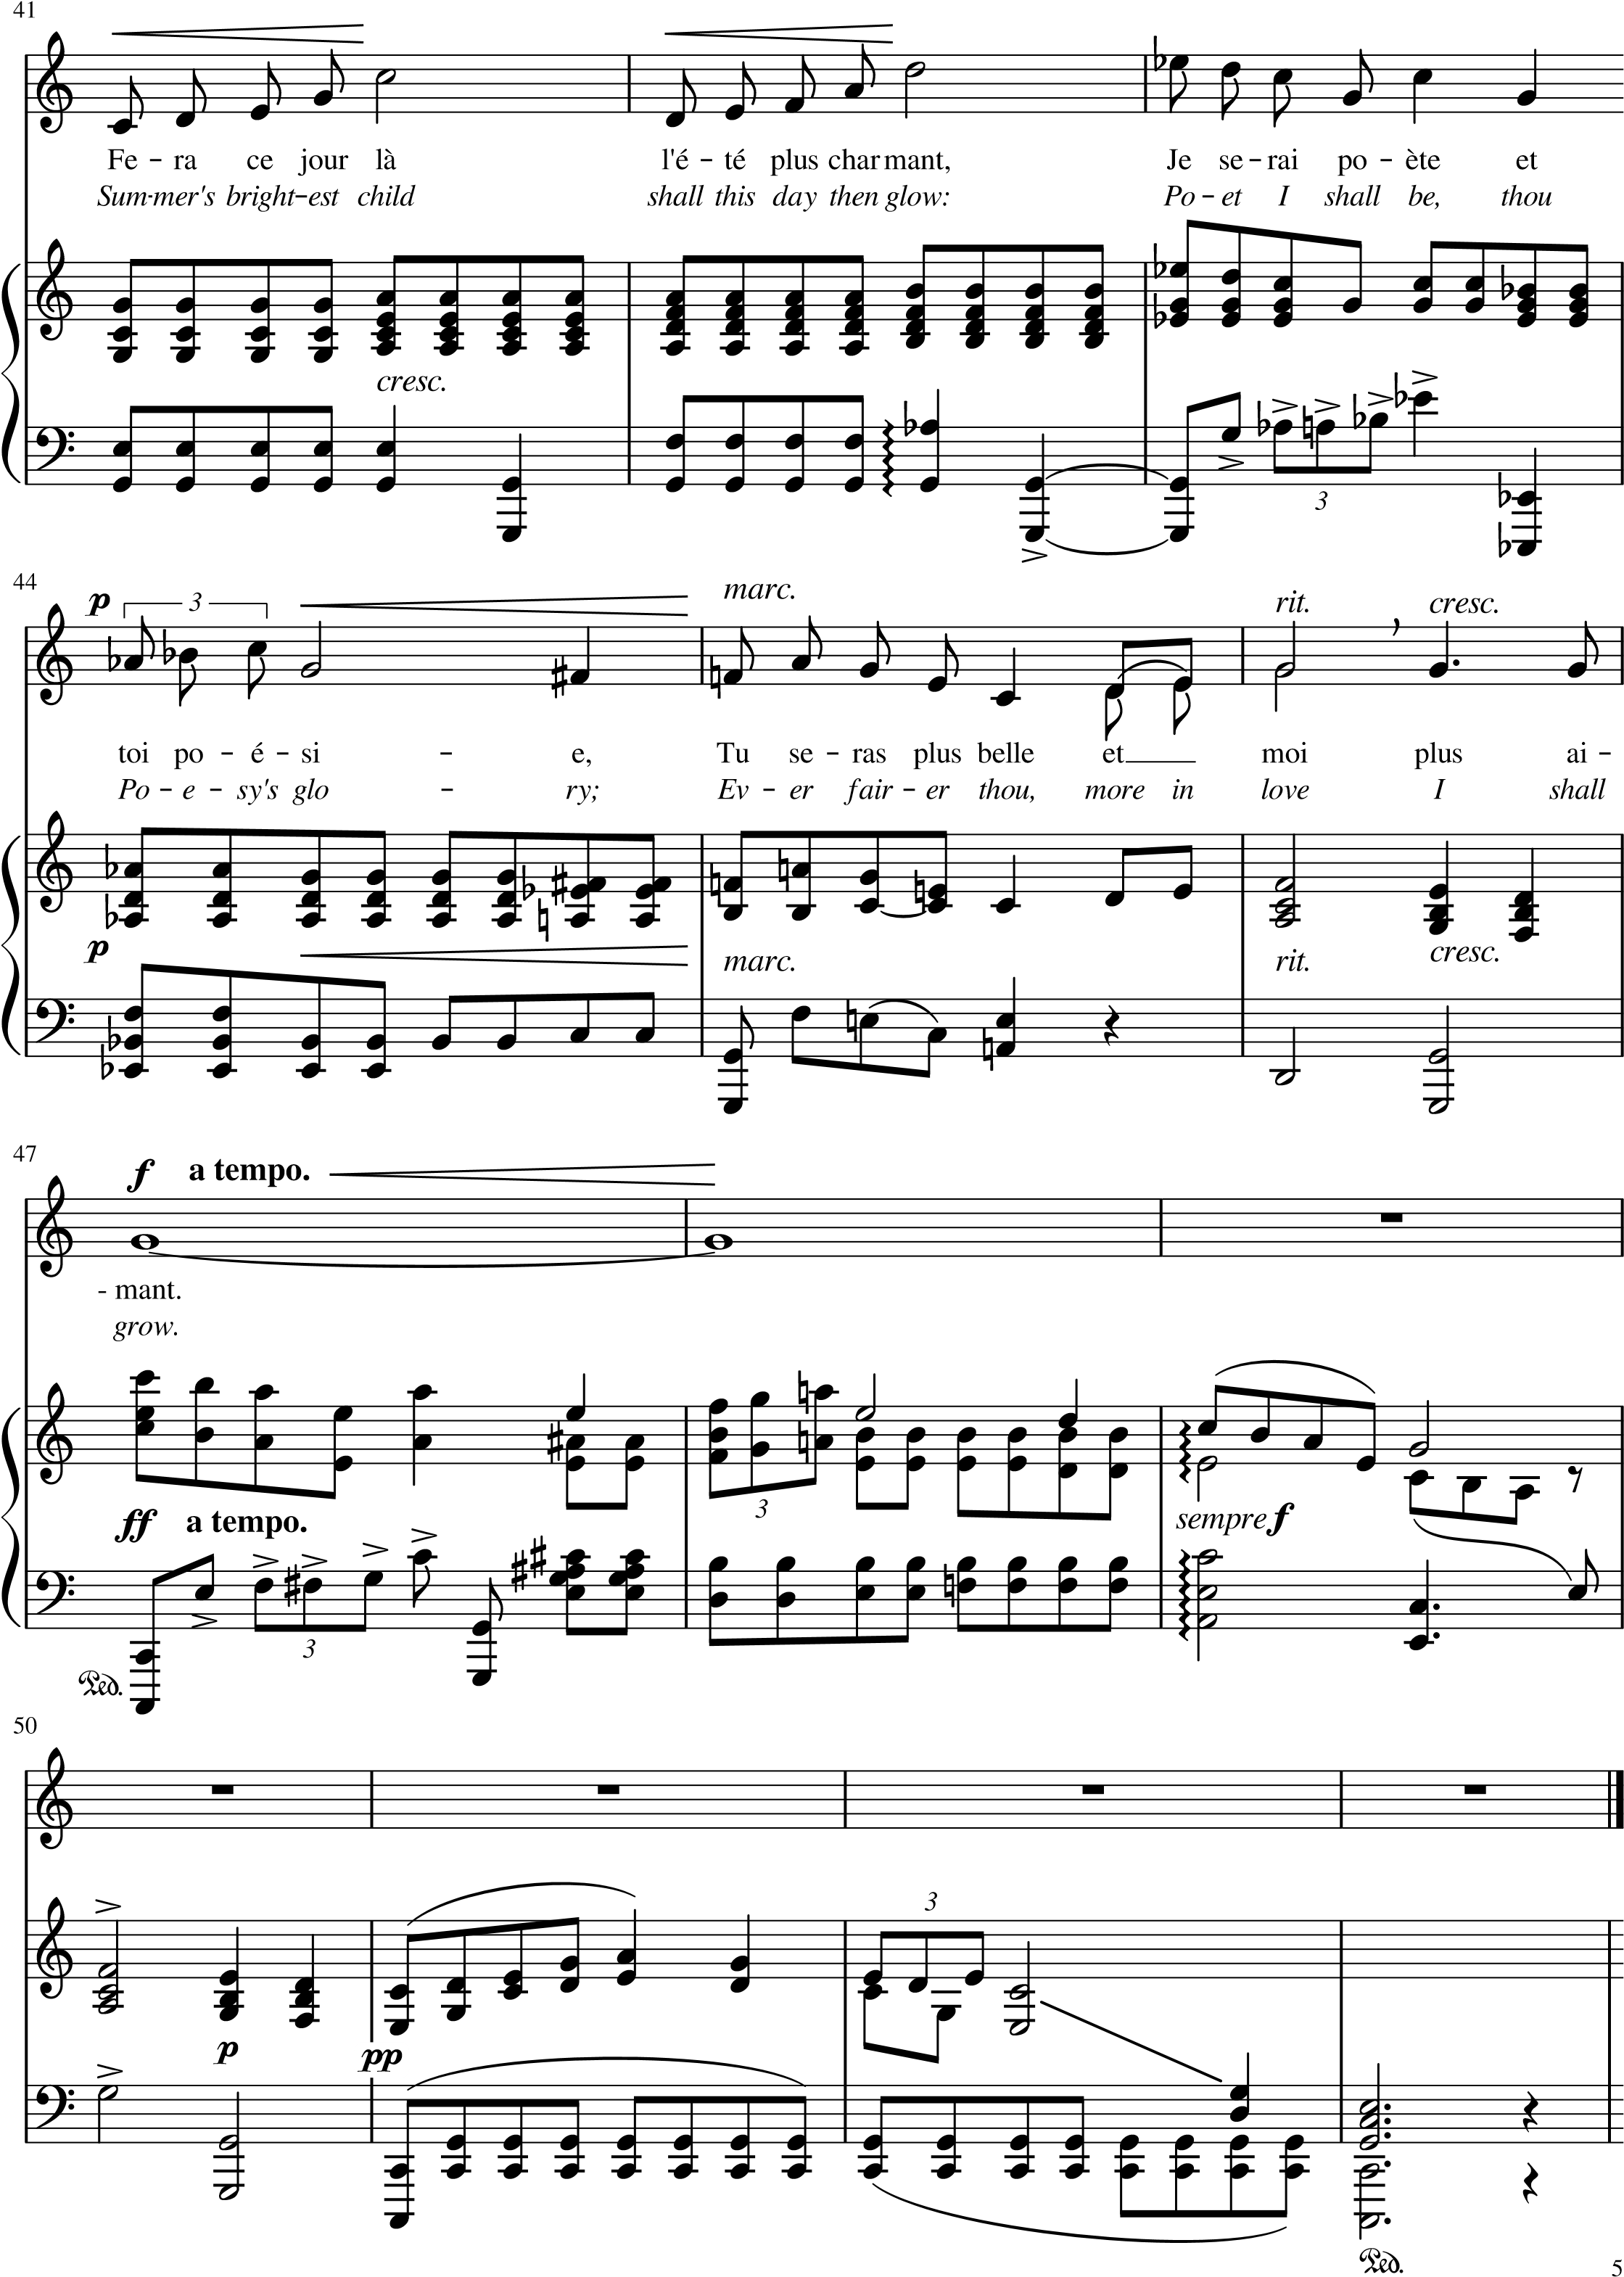 41
Fe - ra ce jour là l'é - té plus char mant, Je se - rai po - ète et
Sum - mer's bright - est child shall this day then glow: Po - et I shall be, thou
cresc.
3
44
p 3 marc. rit. cresc.
toi po - é - si - e, Tu se - ras plus belle et moi plus ai -
Po - e - sy's glo - ry; Ev - er fair - er thou, more in love I shall
p marc. rit. cresc.
47
f a tempo.
- mant.
grow.
3
ff a tempo. sempre f
3
Ped.
50
3
p pp
Ped.
5